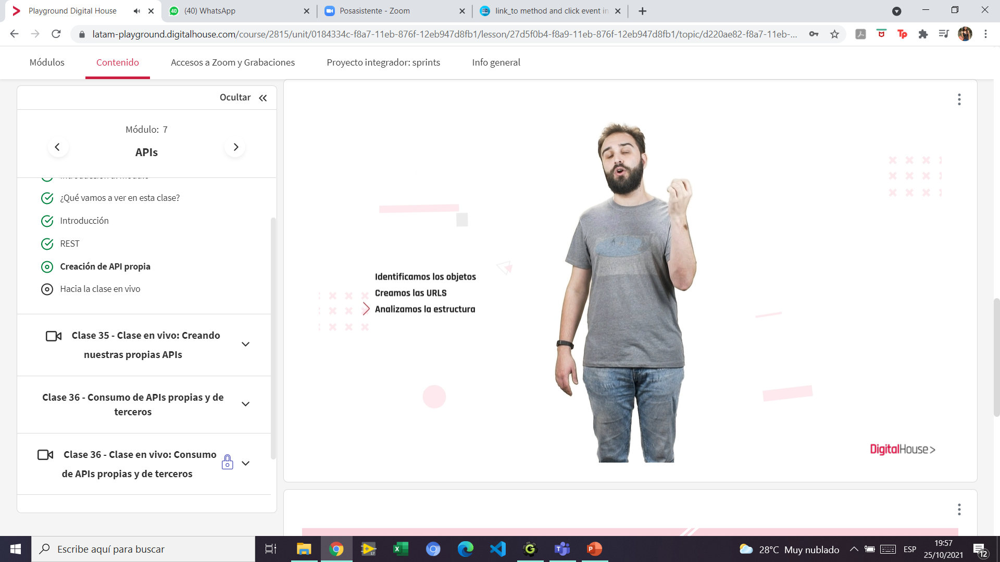 Playground Digital House
(40) WhatsApp
Posasistente - Zoom
link_to method and click event in
latam-playground.digitalhouse.com/course/2815/unit/0184334c-f8a7-11eb-876f-12eb947d8fb1/lesson/27d5f0b4-f8a9-11eb-876f-12eb947d8fb1/topic/d220ae82-f8a7-11eb-...
Módulos
Contenido
Accesos a Zoom y Grabaciones
Proyecto integrador: sprints
Info general
Ocultar
Módulo: 7
APIs
¿Qué vamos a ver en esta clase?
Introducción
REST
Creación de API propia
Hacia la clase en vivo
Clase 35 - Clase en vivo: Creando
nuestras propias APIs
Clase 36 - Consumo de APIs propias y de
terceros
Clase 36 - Clase en vivo: Consumo
de APIs propias y de terceros
Identificamos los objetos
Creamos las URLS
Analizamos la estructura
DigitalHouse>
Escribe aquí para buscar
28°C Muy nublado
ESP
19:57
25/10/2021
12